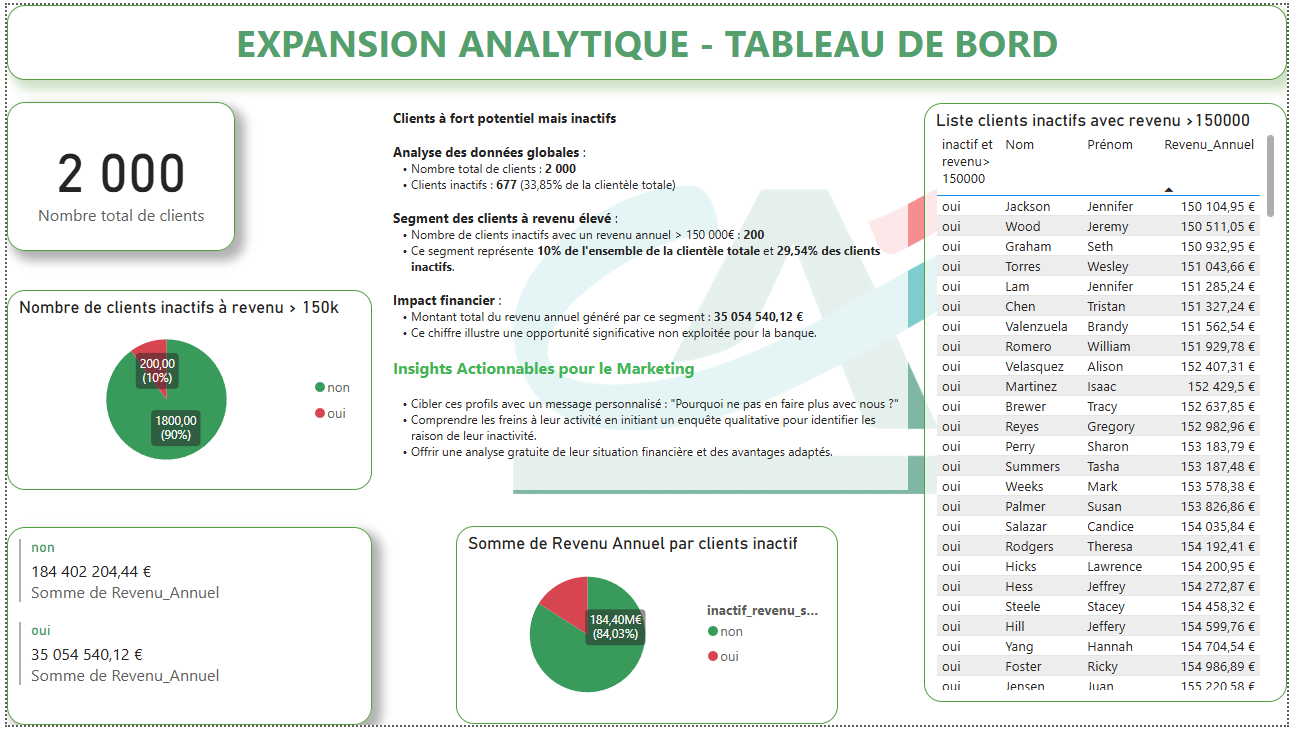 EXPANSION ANALYTIQUE - TABLEAU DE BORD
2 000
Nombre total de clients
Nombre de clients inactifs à revenu > 150k
200,00
(10%)
1800,00
(90%)
non
oui
non
184 402 204,44 €
Somme de Revenu_Annuel
oui
35 054 540,12 €
Somme de Revenu_Annuel
Clients à fort potentiel mais inactifs
Analyse des données globales :
• Nombre total de clients : 2 000
• Clients inactifs : 677 (33,85% de la clientèle totale)
Segment des clients à revenu élevé :
• Nombre de clients inactifs avec un revenu annuel > 150 000€ : 200
• Ce segment représente 10% de l'ensemble de la clientèle totale et 29,54% des clients
inactifs.
Impact financier :
• Montant total du revenu annuel généré par ce segment : 35 054 540,12 €
• Ce chiffre illustre une opportunité significative non exploitée pour la banque.
Insights Actionnables pour le Marketing
• Cibler ces profils avec un message personnalisé : "Pourquoi ne pas en faire plus avec nous ?"
• Comprendre les freins à leur activité en initiant un enquête qualitative pour identifier les
raison de leur inactivité.
• Offrir une analyse gratuite de leur situation financière et des avantages adaptés.
Somme de Revenu Annuel par clients inactif
184,40M€
(84,03%)
inactif_revenu_s...
non
oui
Liste clients inactifs avec revenu >150000
inactif et revenu> 150000 Nom Prénom Revenu_Annuel
oui Jackson Jennifer 150 104,95 €
oui Wood Jeremy 150 511,05 €
oui Graham Seth 150 932,95 €
oui Torres Wesley 151 043,66 €
oui Lam Jennifer 151 285,24 €
oui Chen Tristan 151 327,24 €
oui Valenzuela Brandy 151 562,54 €
oui Romero William 151 929,78 €
oui Velasquez Alison 152 407,31 €
oui Martinez Isaac 152 429,5 €
oui Brewer Tracy 152 637,85 €
oui Reyes Gregory 152 982,96 €
oui Perry Sharon 153 183,79 €
oui Summers Tasha 153 187,48 €
oui Weeks Mark 153 578,38 €
oui Palmer Susan 153 826,86 €
oui Salazar Candice 154 035,84 €
oui Rodgers Theresa 154 192,41 €
oui Hicks Lawrence 154 200,95 €
oui Hess Jeffrey 154 272,87 €
oui Steele Stacey 154 458,32 €
oui Hill Jeffery 154 599,76 €
oui Yang Hannah 154 704,54 €
oui Foster Ricky 154 986,89 €
oui Jensen Juan 155 220,58 €